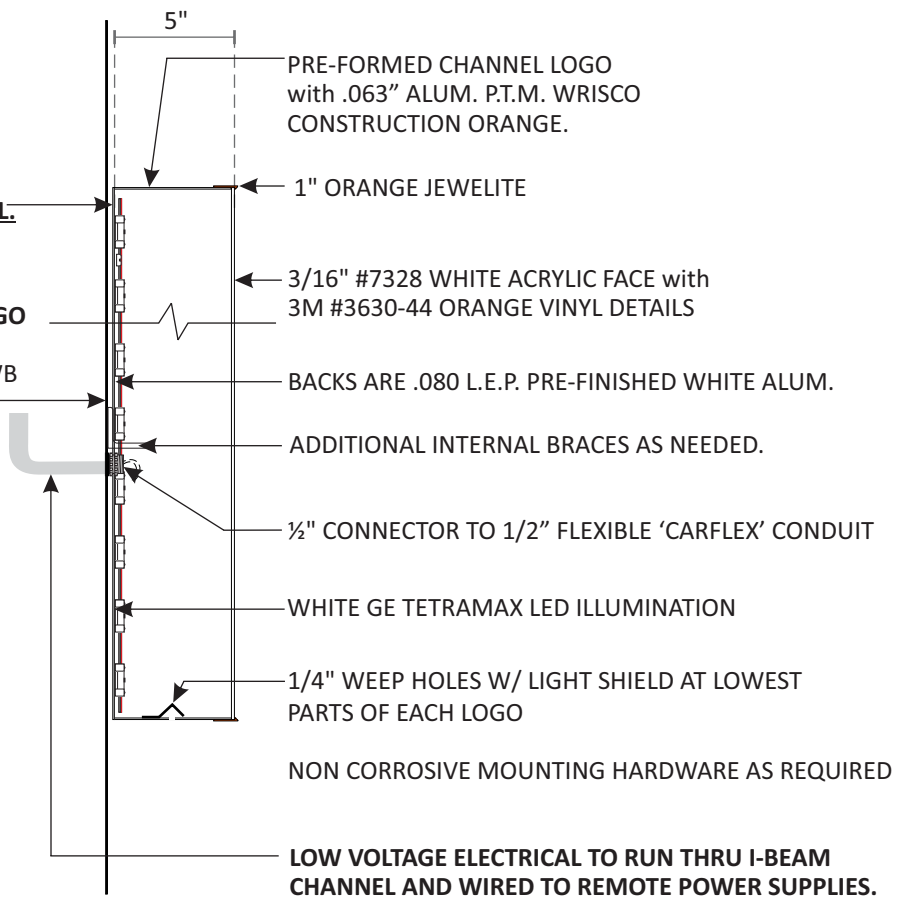 5"
PRE-FORMED CHANNEL LOGO
with .063” ALUM. P.T.M. WRISCO
CONSTRUCTION ORANGE.
1" ORANGE JEWELITE
L.
3/16" #7328 WHITE ACRYLIC FACE with
3M #3630-44 ORANGE VINYL DETAILS
GO
BACKS ARE .080 L.E.P. PRE-FINISHED WHITE ALUM.
ADDITIONAL INTERNAL BRACES AS NEEDED.
½" CONNECTOR TO 1/2” FLEXIBLE ‘CARFLEX’ CONDUIT
WHITE GE TETRAMAX LED ILLUMINATION
1/4" WEEP HOLES W/ LIGHT SHIELD AT LOWEST
PARTS OF EACH LOGO
NON CORROSIVE MOUNTING HARDWARE AS REQUIRED
LOW VOLTAGE ELECTRICAL TO RUN THRU I-BEAM
CHANNEL AND WIRED TO REMOTE POWER SUPPLIES.